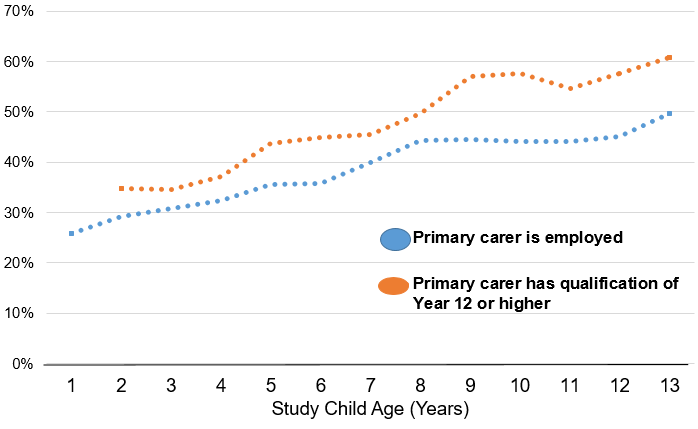 70%
60%
50%
40%
30%
20%
10%
0%
Primary carer is employed
Primary carer has qualification of
Year 12 or higher
1 2 3 4 5 6 7 8 9 10 11 12 13
Study Child Age (Years)